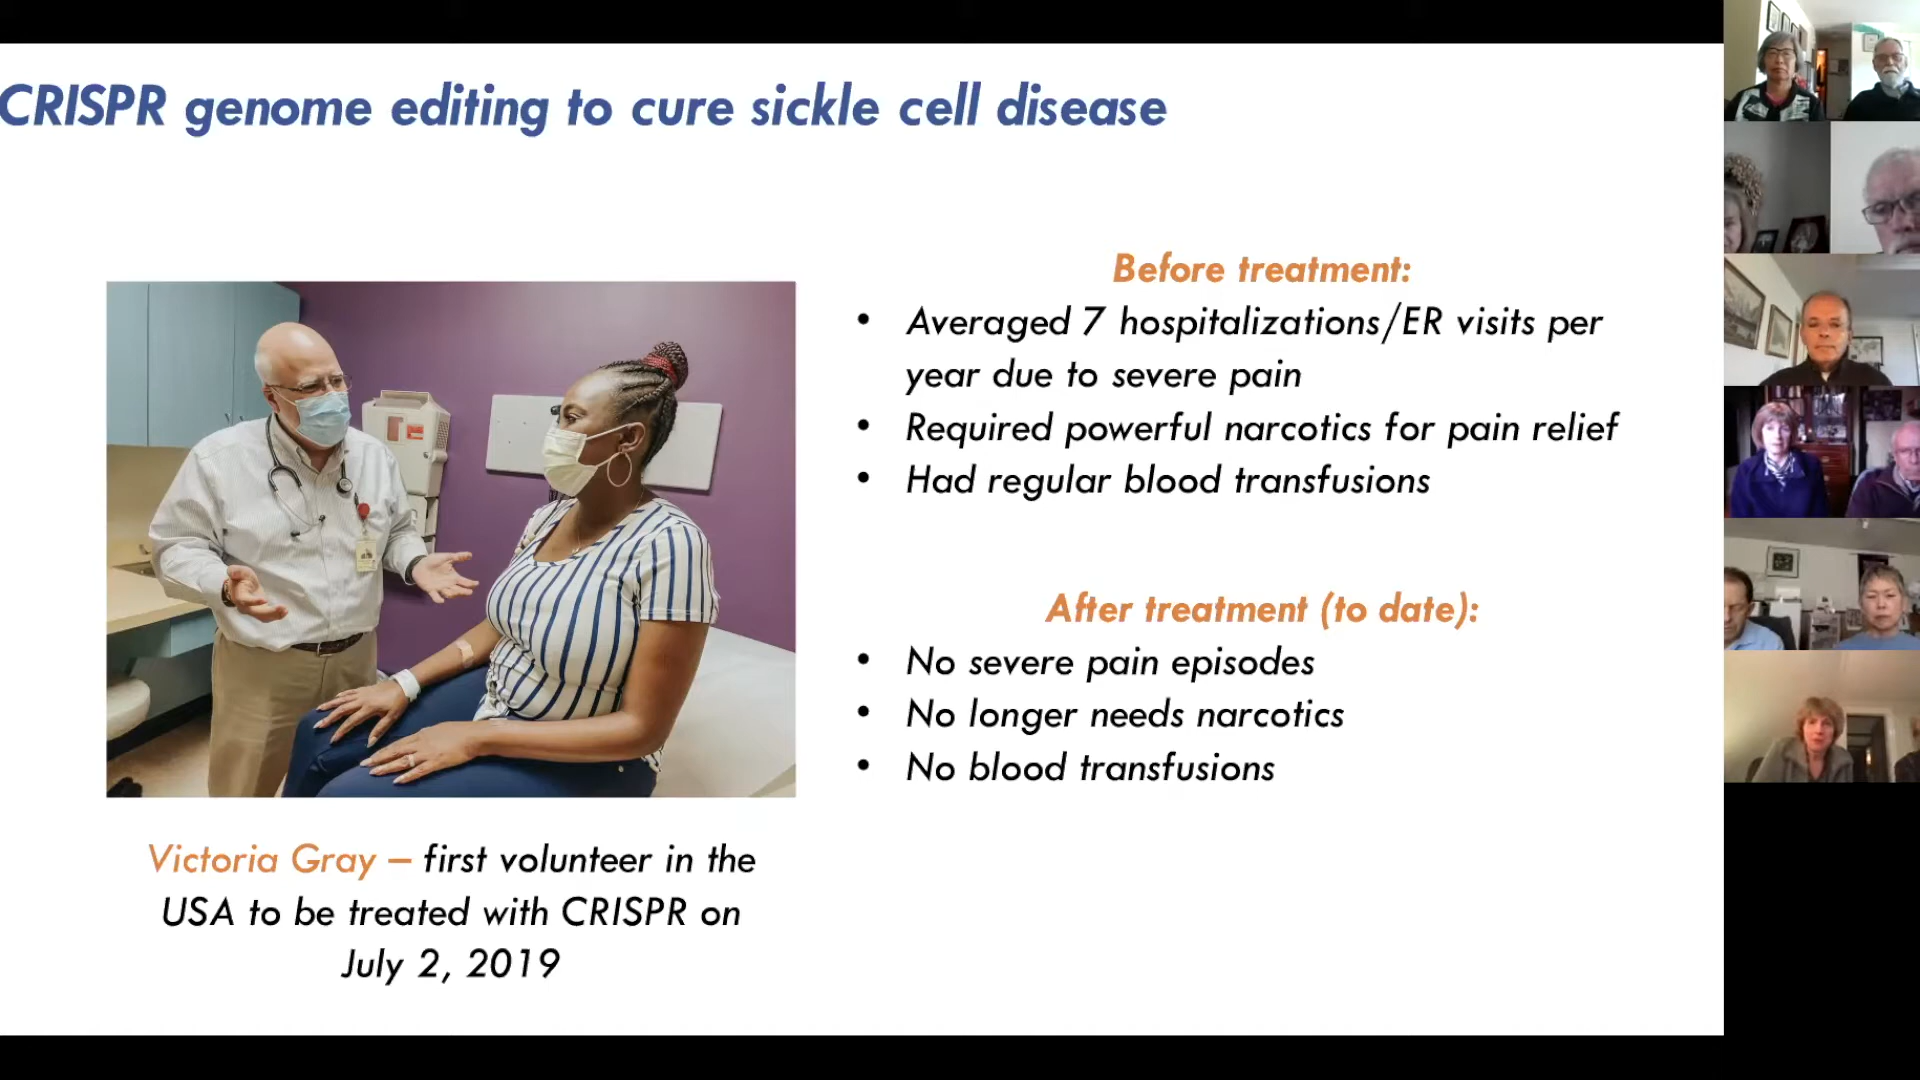 CRISPR genome editing to cure sickle cell disease
Before treatment:
• Averaged 7 hospitalizations/ER visits per
year due to severe pain
• Required powerful narcotics for pain relief
• Had regular blood transfusions
After treatment (to date):
• No severe pain episodes
• No longer needs narcotics
• No blood transfusions
Victoria Gray – first volunteer in the
USA to be treated with CRISPR on
July 2, 2019